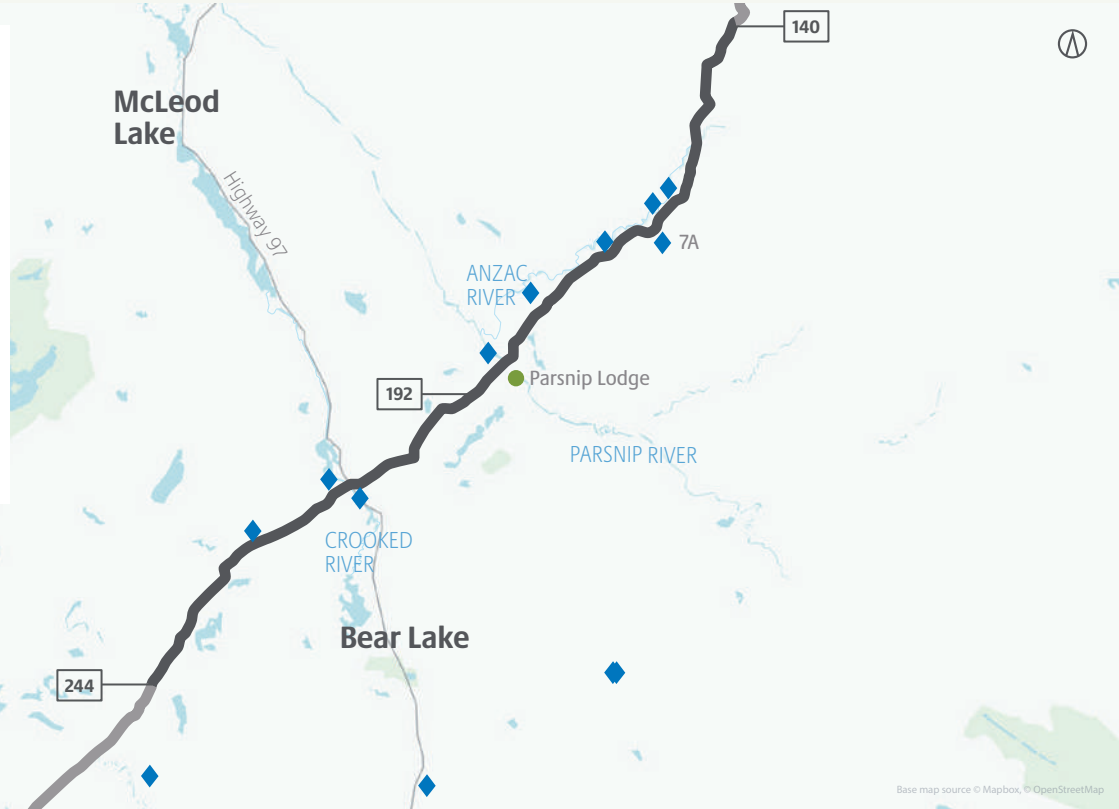 140
McLeod
Lake
Highway 97
7A
ANZAC
RIVER
Parsnip Lodge
192
PARSNIP RIVER
CROOKED
RIVER
Bear Lake
244
Base map source © Mapbox, © OpenStreetMap